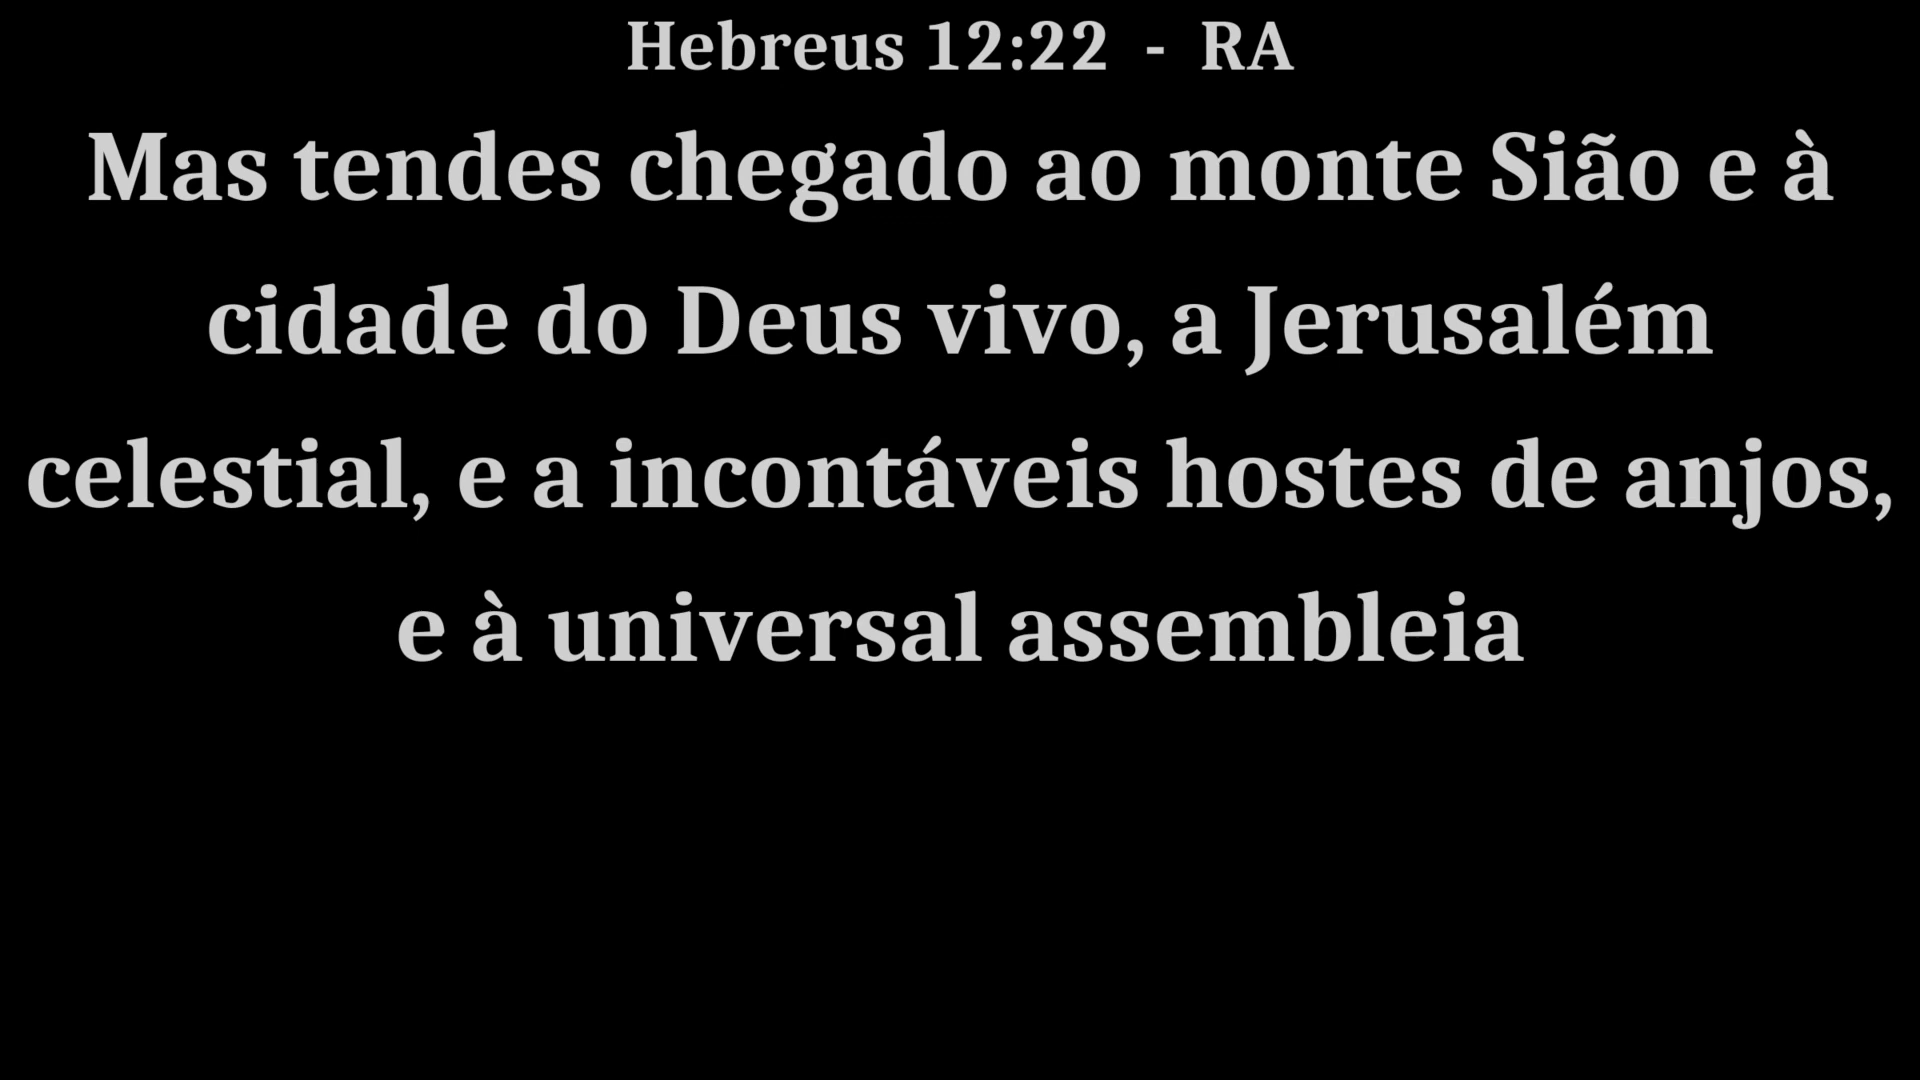 Hebreus 12:22 - RA
Mas tendes chegado ao monte Sião e à
cidade do Deus vivo, a Jerusalém
celestial, e a incontáveis hostes de anjos,
e à universal assembleia